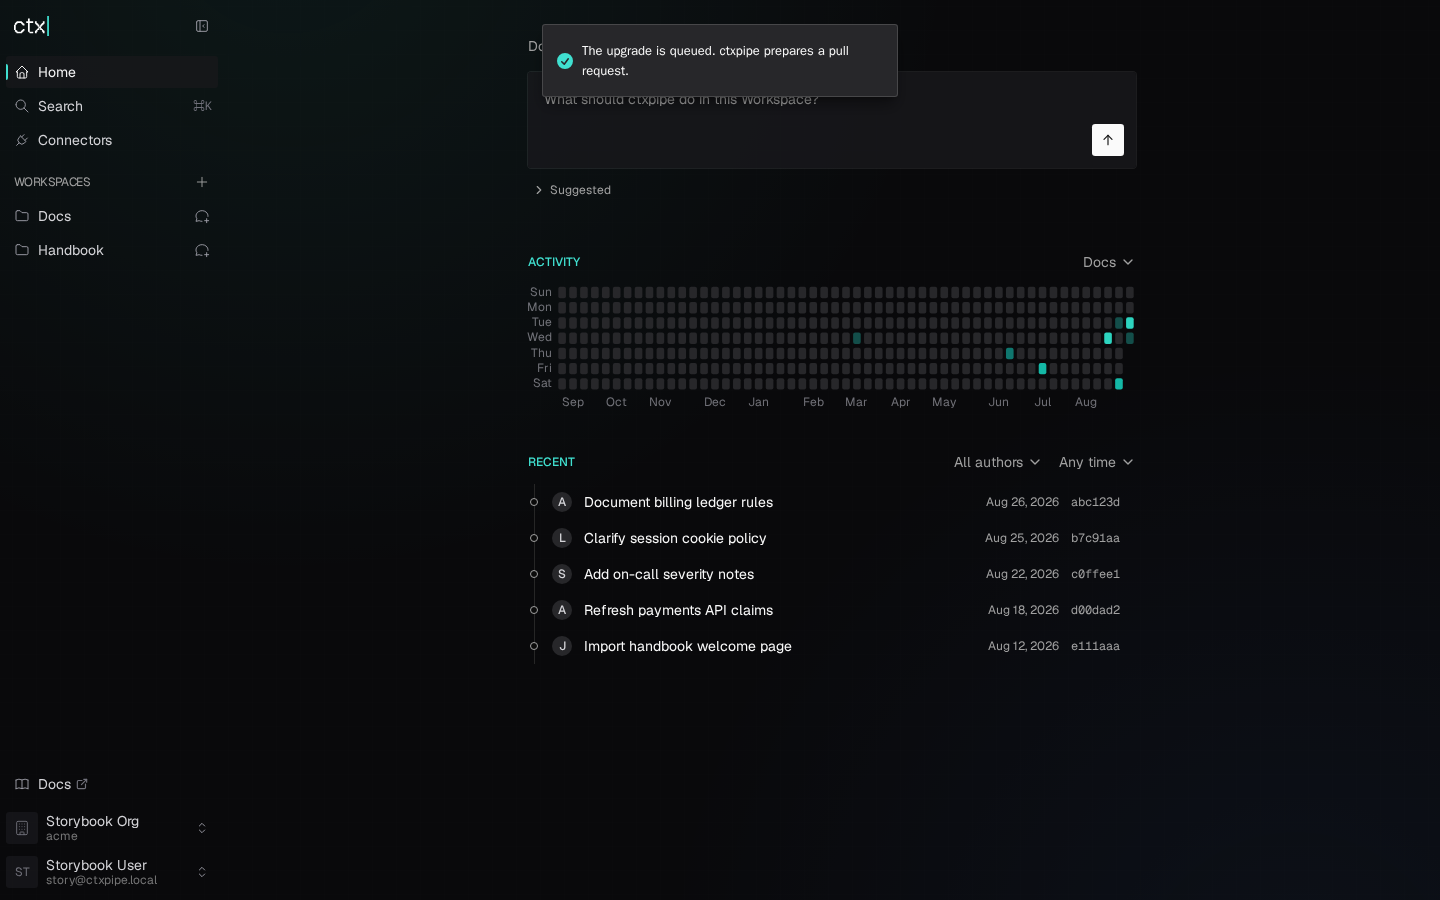 ctx
Home
Search
⌘K
Connectors
WORKSPACES
Docs
Handbook
Docs
Storybook Org
acme
ST
Storybook User
story@ctxpipe.local
The upgrade is queued. ctxpipe prepares a pull
request.
What should ctxpipe do in this Workspace?
Suggested
ACTIVITY
Docs
Sun
Mon
Tue
Wed
Thu
Fri
Sat
Sep Oct Nov Dec Jan Feb Mar Apr May Jun Jul Aug
RECENT
All authors
Any time
A Document billing ledger rules Aug 26, 2026 abc123d
L Clarify session cookie policy Aug 25, 2026 b7c91aa
S Add on-call severity notes Aug 22, 2026 c0ffee1
A Refresh payments API claims Aug 18, 2026 d00dad2
J Import handbook welcome page Aug 12, 2026 e111aaa